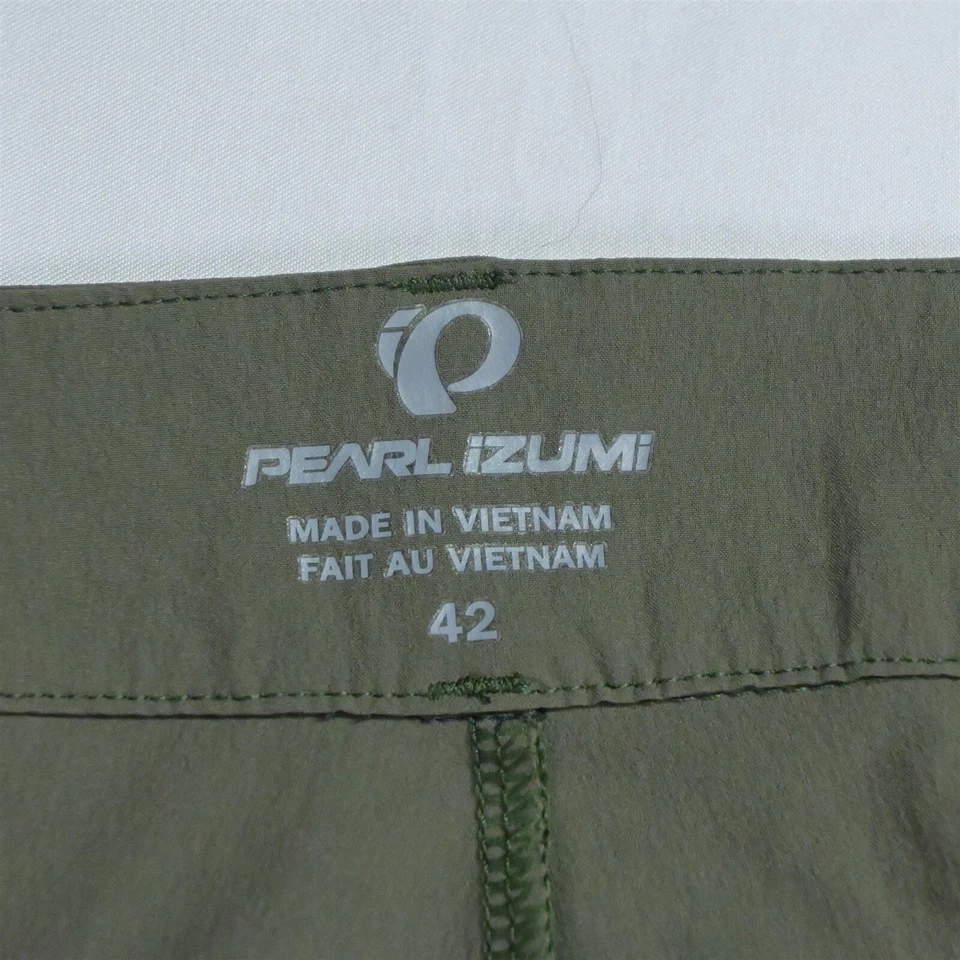 PEARL iZUMi
MADE IN VIETNAM
FAIT AU VIETNAM
42